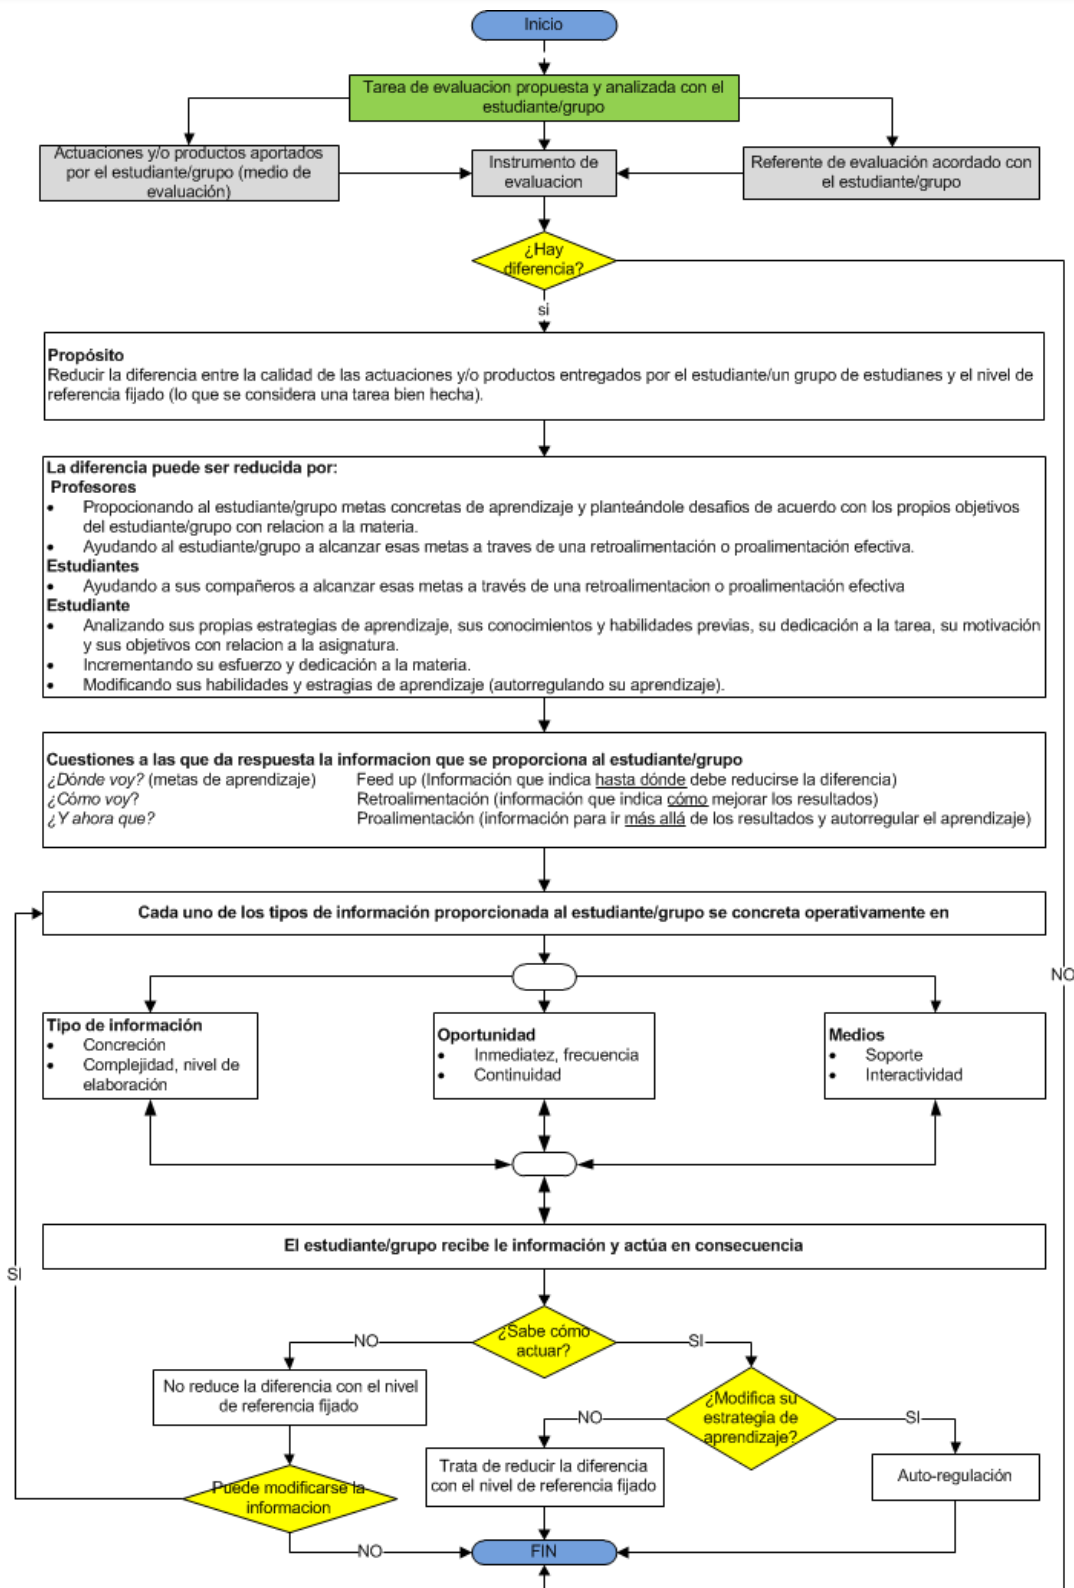 Inicio
Tarea de evaluacion propuesta y analizada con el
estudiante/grupo
Actuaciones y/o productos aportados
por el estudiante/grupo (medio de
evaluación)
Instrumento de
evaluacion
Referente de evaluación acordado con
el estudiante/grupo
¿Hay
diferencia?
si
Propósito
Reducir la diferencia entre la calidad de las actuaciones y/o productos entregados por el estudiante/un grupo de estudianes y el nivel de
referencia fijado (lo que se considera una tarea bien hecha).
La diferencia puede ser reducida por:
Profesores
• Propocionando al estudiante/grupo metas concretas de aprendizaje y planteándole desafios de acuerdo con los propios objetivos
del estudiante/grupo con relacion a la materia.
• Ayudando al estudiante/grupo a alcanzar esas metas a traves de una retroalimentación o proalimentación efectiva.
Estudiantes
• Ayudando a sus compañeros a alcanzar esas metas a través de una retroalimentacion o proalimentación efectiva
Estudiante
• Analizando sus propias estrategias de aprendizaje, sus conocimientos y habilidades previas, su dedicación a la tarea, su motivación
y sus objetivos con relacion a la asignatura.
• Incrementando su esfuerzo y dedicación a la materia.
• Modificando sus habilidades y estragias de aprendizaje (autorregulando su aprendizaje).
Cuestiones a las que da respuesta la informacion que se proporciona al estudiante/grupo
¿Dónde voy? (metas de aprendizaje) Feed up (Información que indica hasta dónde debe reducirse la diferencia)
¿Cómo voy? Retroalimentación (información que indica cómo mejorar los resultados)
¿Y ahora que? Proalimentación (información para ir más allá de los resultados y autorregular el aprendizaje)
Cada uno de los tipos de información proporcionada al estudiante/grupo se concreta operativamente en
NO
Tipo de información
• Concreción
• Complejidad, nivel de
elaboración
Oportunidad
• Inmediatez, frecuencia
• Continuidad
Medios
• Soporte
• Interactividad
El estudiante/grupo recibe le información y actúa en consecuencia
SI
¿Sabe cómo
actuar?
NO
SI
No reduce la diferencia con el nivel
de referencia fijado
¿Modifica su
estrategia de
aprendizaje?
NO
SI
Trata de reducir la diferencia
con el nivel de referencia fijado
Auto-regulación
Puede modificarse la
informacion
NO
FIN